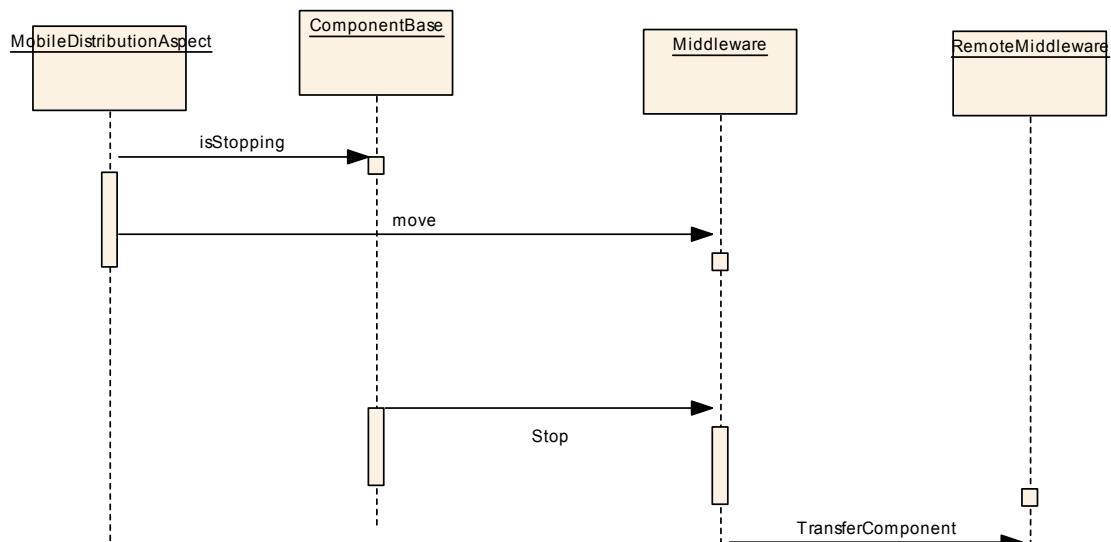 MobileDistributionAspect
ComponentBase
Middleware
RemoteMiddleware
isStopping
move
Stop
TransferComponent